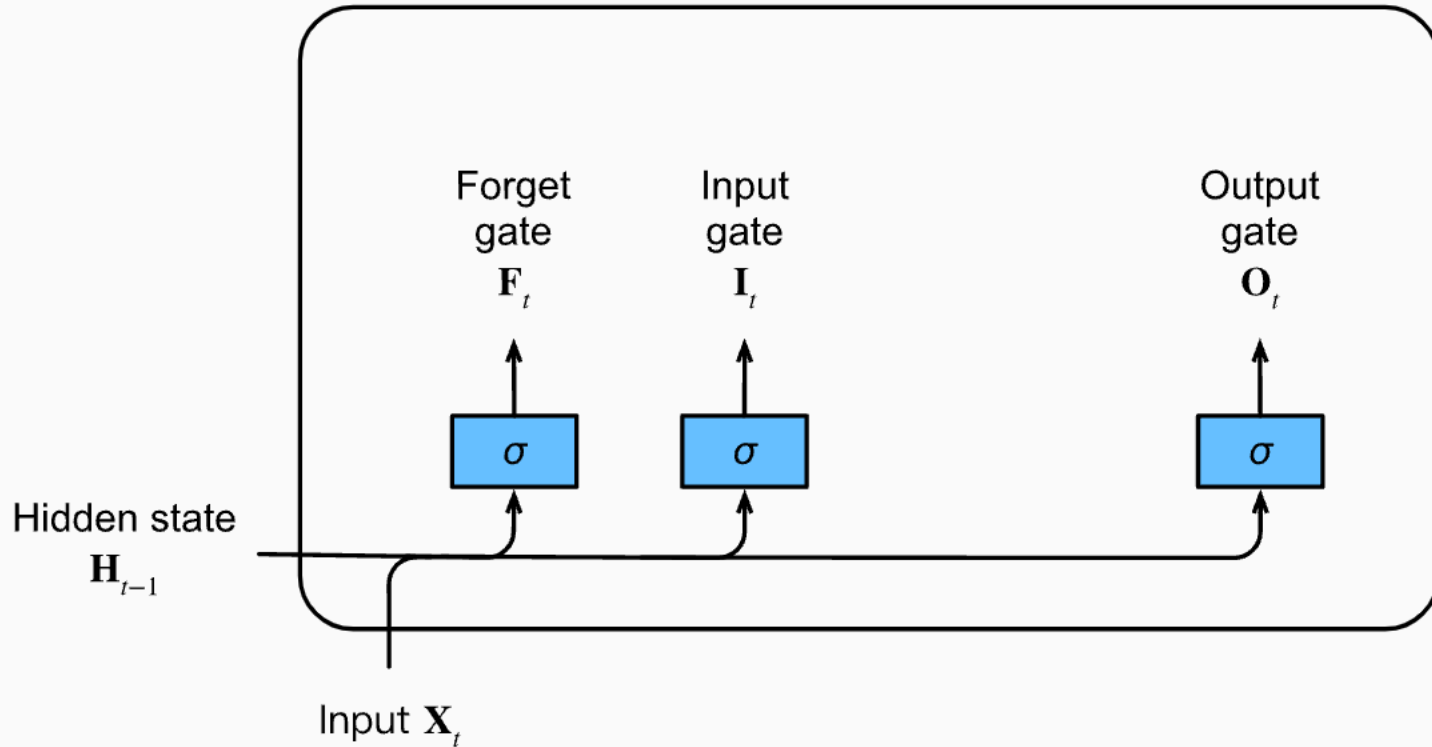 Forget gate F_t
Input gate I_t
Output gate O_t
σ
σ
σ
Hidden state
H_{t-1}
Input X_t